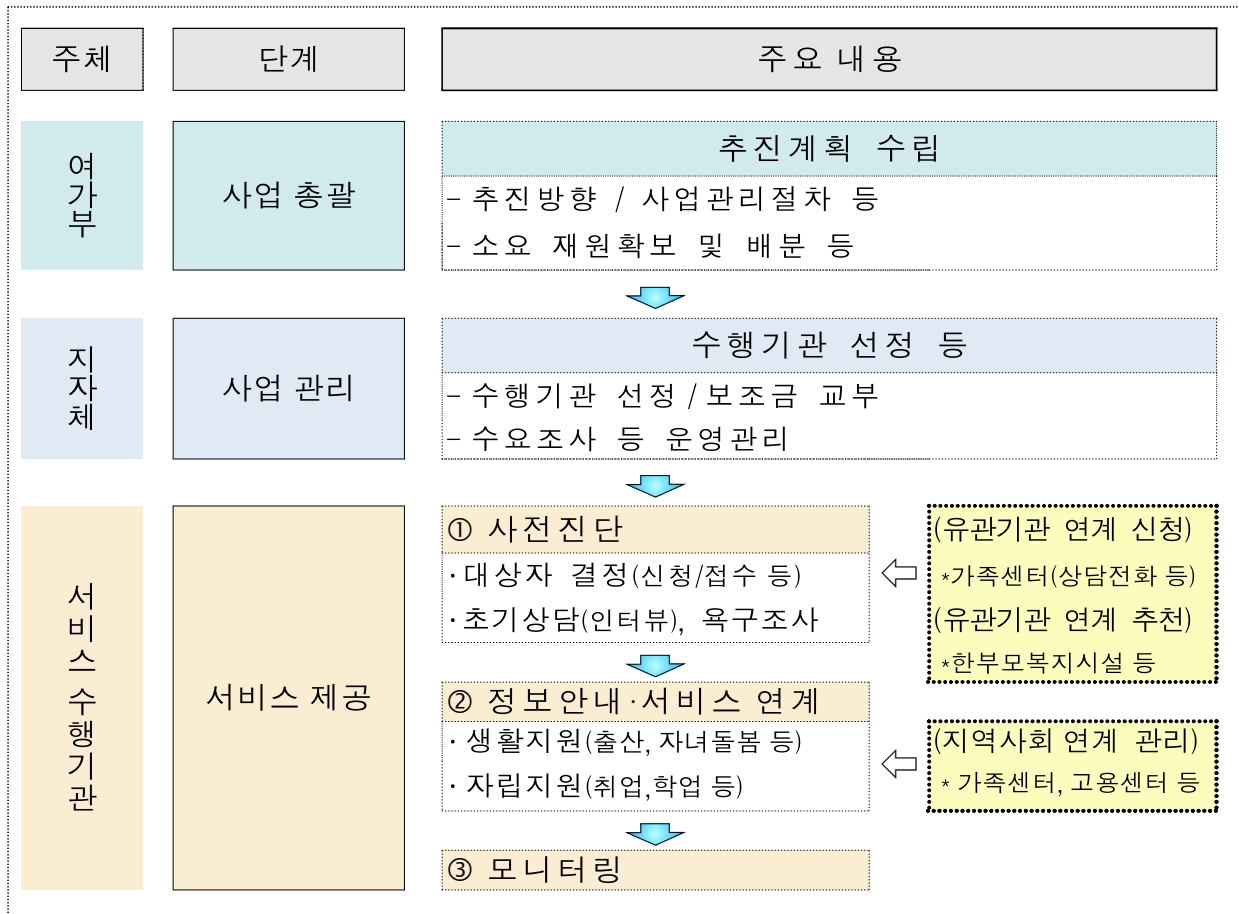 주체 단계 주요 내용
여가부
사업 총괄
추진계획 수립
- 추진방향 / 사업관리절차 등
- 소요 재원확보 및 배분 등
지자체
사업 관리
수행기관 선정 등
- 수행기관 선정 / 보조금 교부
- 수요조사 등 운영관리
서비스수행기관
서비스 제공
① 사전진단
·대상자 결정(신청/접수 등)
·초기상담(인터뷰), 욕구조사
(유관기관 연계 신청)
*가족센터(상담전화 등)
(유관기관 연계 추천)
*한부모복지시설 등
② 정보안내·서비스 연계
· 생활지원(출산, 자녀돌봄 등)
· 자립지원(취업,학업 등)
(지역사회 연계 관리)
* 가족센터, 고용센터 등
③ 모니터링